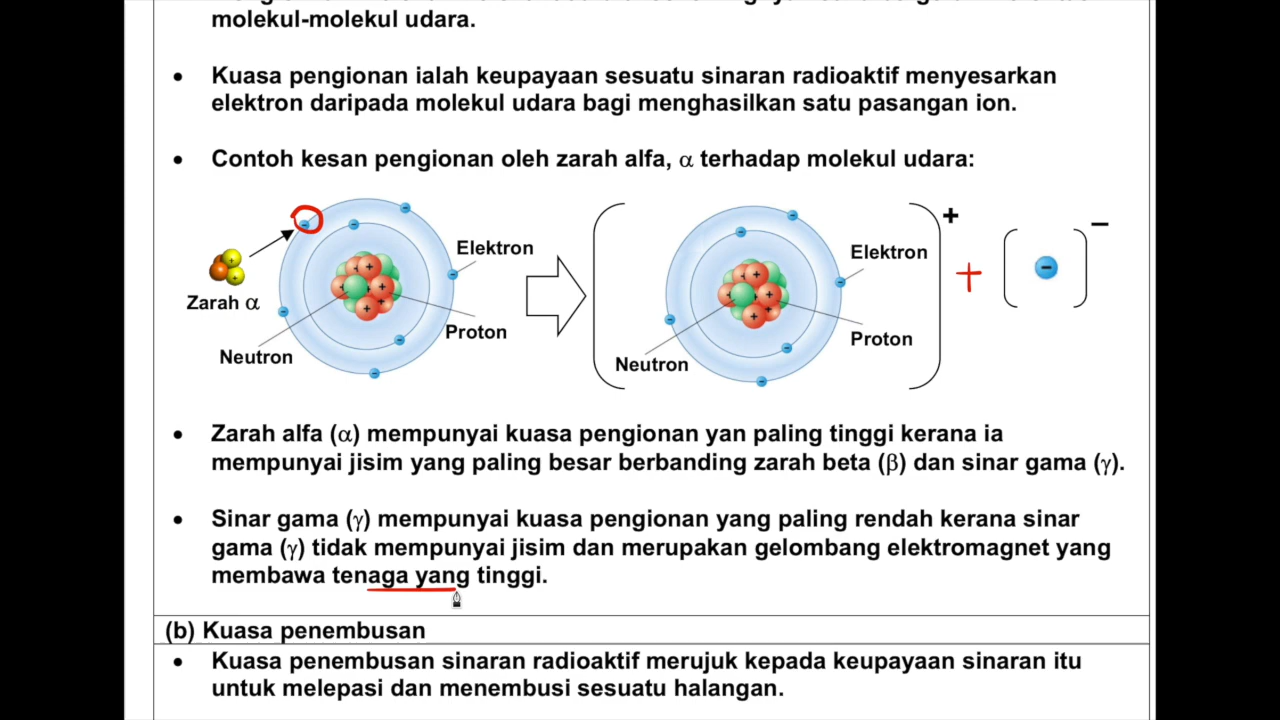 molekul-molekul udara.
• Kuasa pengionan ialah keupayaan sesuatu sinaran radioaktif menyesarkan
elektron daripada molekul udara bagi menghasilkan satu pasangan ion.
• Contoh kesan pengionan oleh zarah alfa, α terhadap molekul udara:
Zarah α
Elektron
Proton
Neutron
Elektron
Proton
Neutron
+
+
−
• Zarah alfa (α) mempunyai kuasa pengionan yan paling tinggi kerana ia
mempunyai jisim yang paling besar berbanding zarah beta (β) dan sinar gama (γ).
• Sinar gama (γ) mempunyai kuasa pengionan yang paling rendah kerana sinar
gama (γ) tidak mempunyai jisim dan merupakan gelombang elektromagnet yang
membawa tenaga yang tinggi.
(b) Kuasa penembusan
• Kuasa penembusan sinaran radioaktif merujuk kepada keupayaan sinaran itu
untuk melepasi dan menembusi sesuatu halangan.